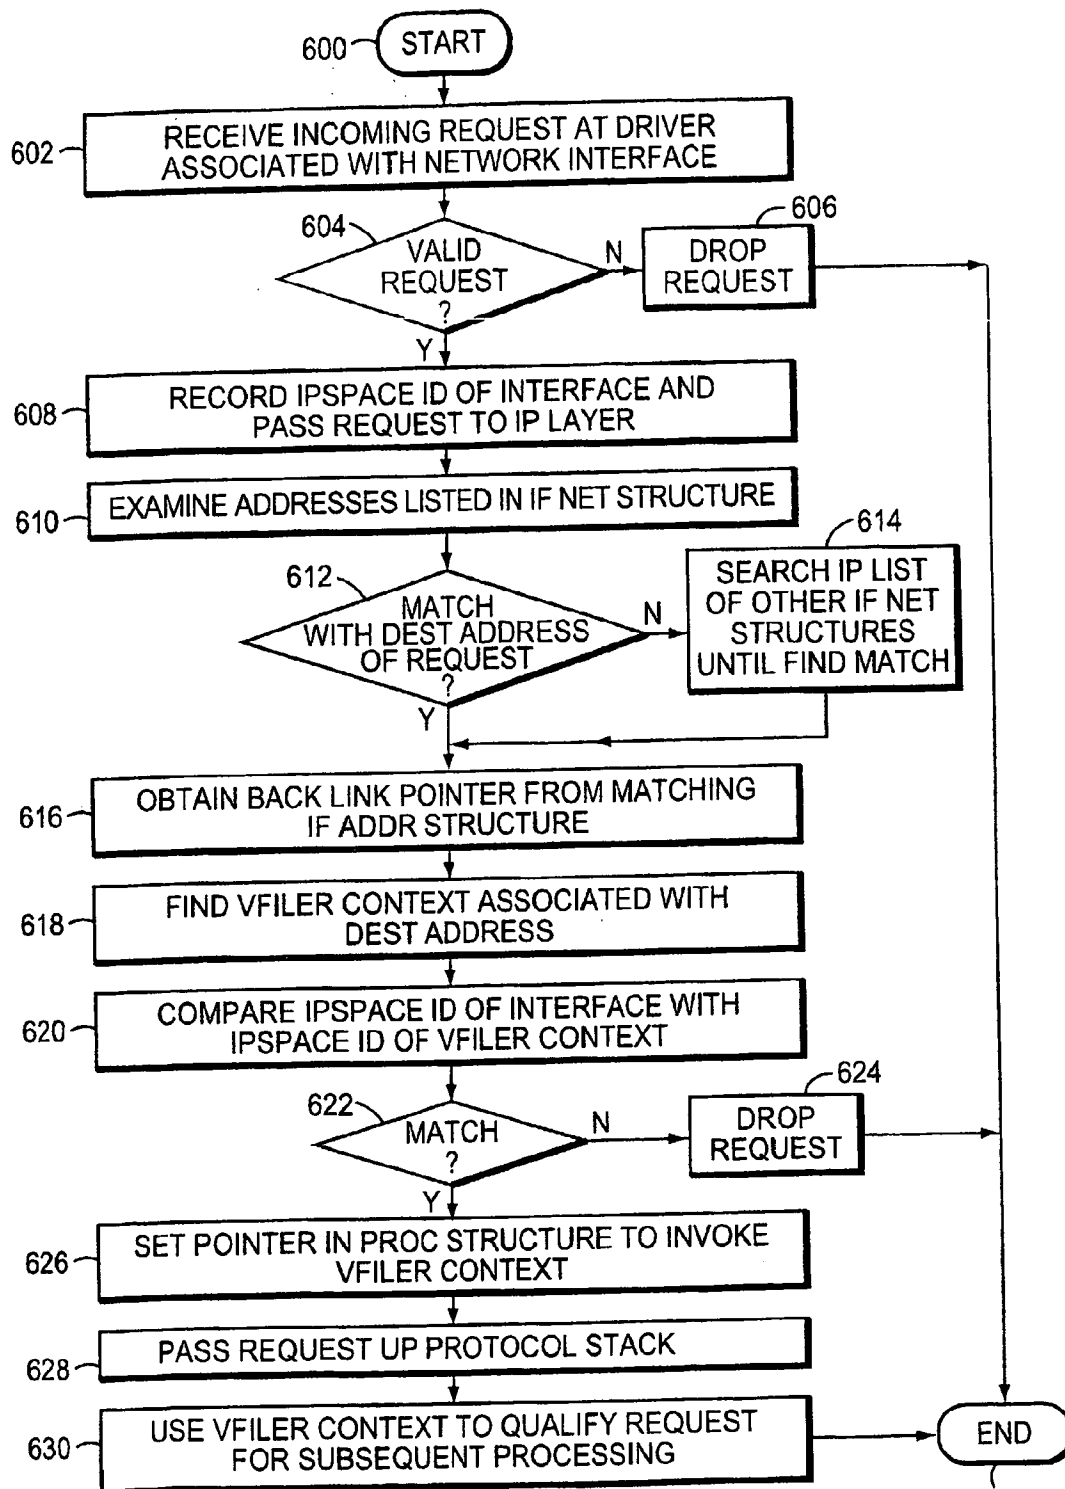 600
START
602
RECEIVE INCOMING REQUEST AT DRIVER
ASSOCIATED WITH NETWORK INTERFACE
604
VALID
REQUEST
?
N
606
DROP
REQUEST
Y
608
RECORD IPSPACE ID OF INTERFACE AND
PASS REQUEST TO IP LAYER
610
EXAMINE ADDRESSES LISTED IN IF NET STRUCTURE
612
MATCH
WITH DEST ADDRESS
OF REQUEST
?
N
614
SEARCH IP LIST
OF OTHER IF NET
STRUCTURES
UNTIL FIND MATCH
Y
616
OBTAIN BACK LINK POINTER FROM MATCHING
IF ADDR STRUCTURE
618
FIND VFILER CONTEXT ASSOCIATED WITH
DEST ADDRESS
620
COMPARE IPSPACE ID OF INTERFACE WITH
IPSPACE ID OF VFILER CONTEXT
622
MATCH
?
N
624
DROP
REQUEST
Y
626
SET POINTER IN PROC STRUCTURE TO INVOKE
VFILER CONTEXT
628
PASS REQUEST UP PROTOCOL STACK
630
USE VFILER CONTEXT TO QUALIFY REQUEST
FOR SUBSEQUENT PROCESSING
END